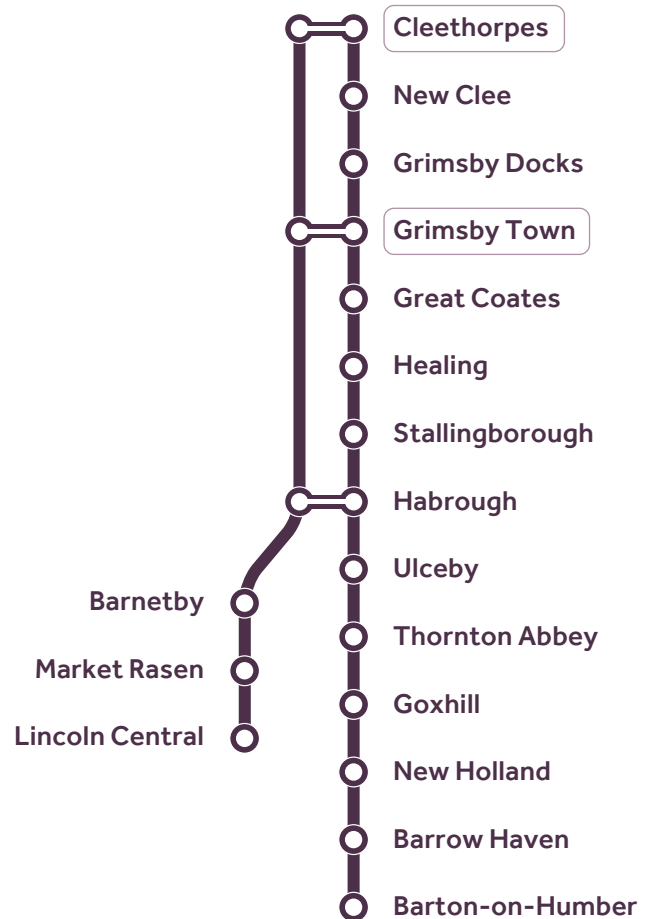 Cleethorpes
New Clee
Grimsby Docks
Grimsby Town
Great Coates
Healing
Stallingborough
Habrough
Ulceby
Barnetby
Thornton Abbey
Market Rasen
Goxhill
Lincoln Central
New Holland
Barrow Haven
Barton-on-Humber